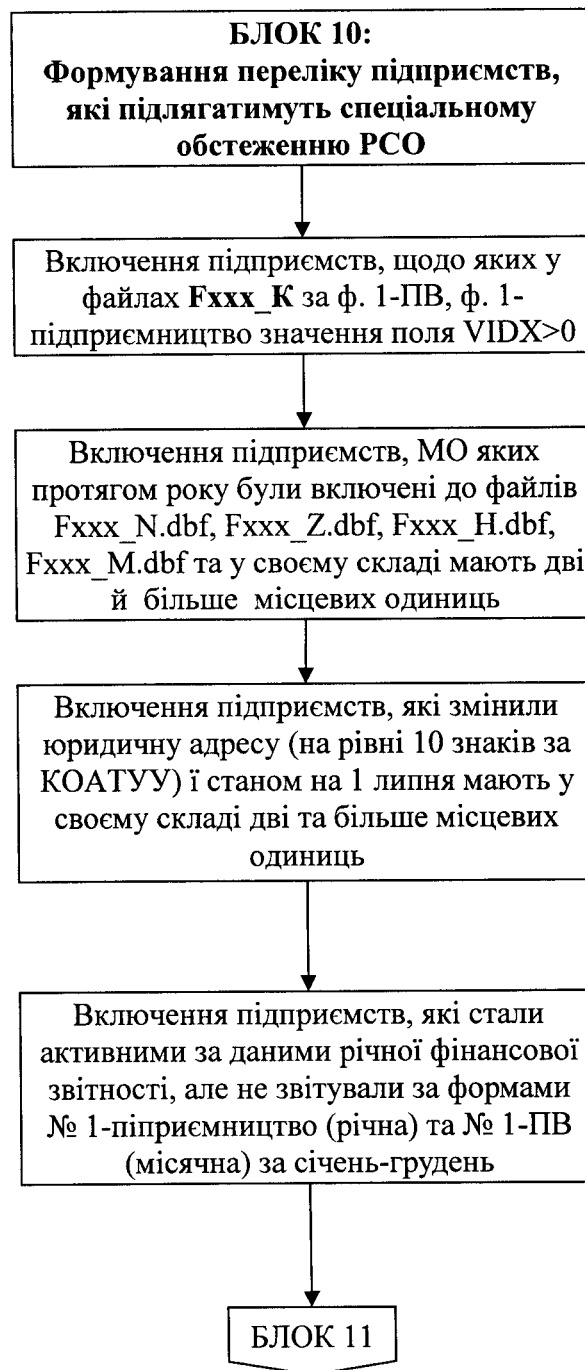 БЛОК 10:
Формування переліку підприємств,
які підлягатимуть спеціальному
обстеженню РСО
Включення підприємств, щодо яких у
файлах Fxxx_К за ф. 1-ПВ, ф. 1-
підприємництво значення поля VIDX>0
Включення підприємств, МО яких
протягом року були включені до файлів
Fxxx_N.dbf, Fxxx_Z.dbf, Fxxx_H.dbf,
Fxxx_M.dbf та у своєму складі мають дві
й більше місцевих одиниць
Включення підприємств, які змінили
юридичну адресу (на рівні 10 знаків за
КОАТУУ) ї станом на 1 липня мають у
своєму складі дві та більше місцевих
одиниць
Включення підприємств, які стали
активними за даними річної фінансової
звітності, але не звітували за формами
№ 1-піприємництво (річна) та № 1-ПВ
(місячна) за січень-грудень
БЛОК 11